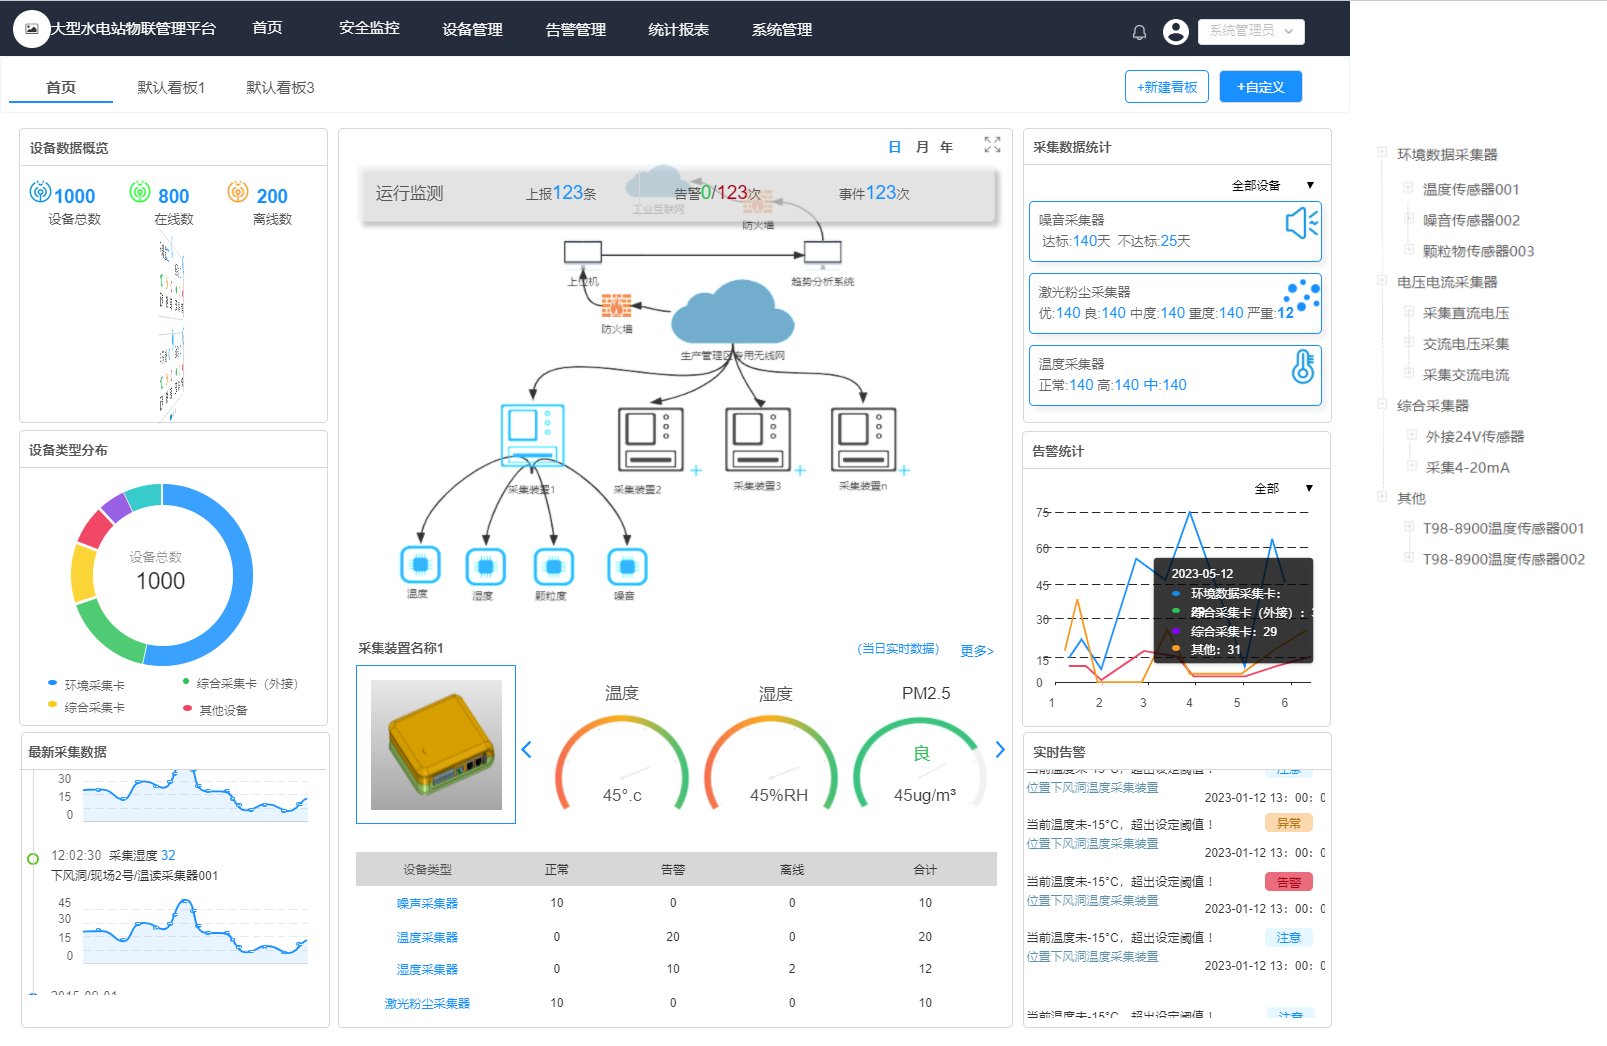 大型水电站物联管理平台
首页
安全监控
设备管理
告警管理
统计报表
系统管理
系统管理员
首页
默认看板1
默认看板3
+新建看板
+自定义
设备数据概览
1000
设备总数
800
在线数
200
离线数
设备类型分布
设备总数
1000
环境采集卡
综合采集卡（外接）
综合采集卡
其他设备
最新采集数据
30
15
0
12:02:30 采集湿度 32
下风洞/现场2号/温读采集器001
45
30
15
0
2015-09-01
日
月
年
运行监测
上报123条
告警0/123次
事件123次
工业互联网
防火墙
上位机
趋势分析系统
防火墙
生产管理区专用无线网
采集装置1
采集装置2
采集装置3
采集装置n
温度
湿度
颗粒度
噪音
采集装置名称1
(当日实时数据)
更多>
温度
45°.c
湿度
45%RH
PM2.5
良
45ug/m³
设备类型 正常 告警 离线 合计
噪声采集器 10 0 0 10
温度采集器 0 20 0 20
湿度采集器 0 10 2 12
激光粉尘采集器 10 0 0 10
采集数据统计
全部设备
噪音采集器
达标:140天 不达标:25天
激光粉尘采集器
优:140 良:140 中度:140 重度:140 严重:12
温度采集器
正常:140 高:140 中:140
告警统计
全部
75
60
45
30
15
0
1 2 3 4 5 6
2023-05-12
环境数据采集卡：
29
综合采集卡（外接）：
综合采集卡：29
其他：31
实时告警
当前温度未-15°C，超出设定阈值！
注意
位置下风洞温度采集装置
2023-01-12 13：00：0
当前温度未-15°C，超出设定阈值！
异常
位置下风洞温度采集装置
2023-01-12 13：00：0
当前温度未-15°C，超出设定阈值！
告警
位置下风洞温度采集装置
2023-01-12 13：00：0
当前温度未-15°C，超出设定阈值！
注意
位置下风洞温度采集装置
2023-01-12 13：00：0
当前温度未-15°C，超出设定阈值！
注意
环境数据采集器
温度传感器001
噪音传感器002
颗粒物传感器003
电压电流采集器
采集直流电压
交流电压采集
采集交流电流
综合采集器
外接24V传感器
采集4-20mA
其他
T98-8900温度传感器001
T98-8900温度传感器002